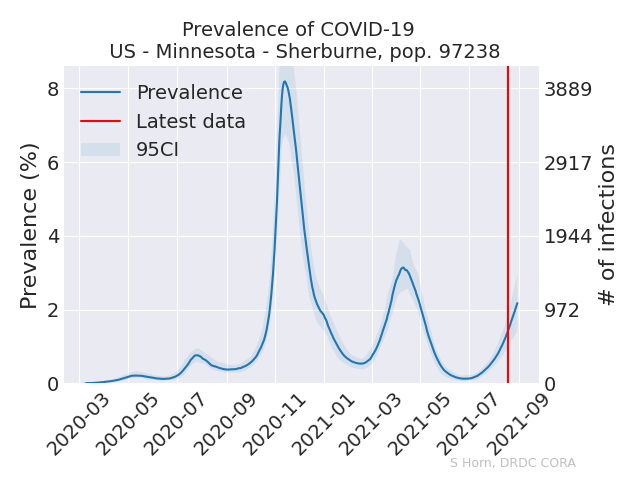 Prevalence of COVID-19
US - Minnesota - Sherburne, pop. 97238
Prevalence
Latest data
95CI
Prevalence (%)
8
6
4
2
0
3889
2917
1944
972
0
# of infections
2020-03
2020-05
2020-07
2020-09
2020-11
2021-01
2021-03
2021-05
2021-07
2021-09
S Horn, DRDC CORA